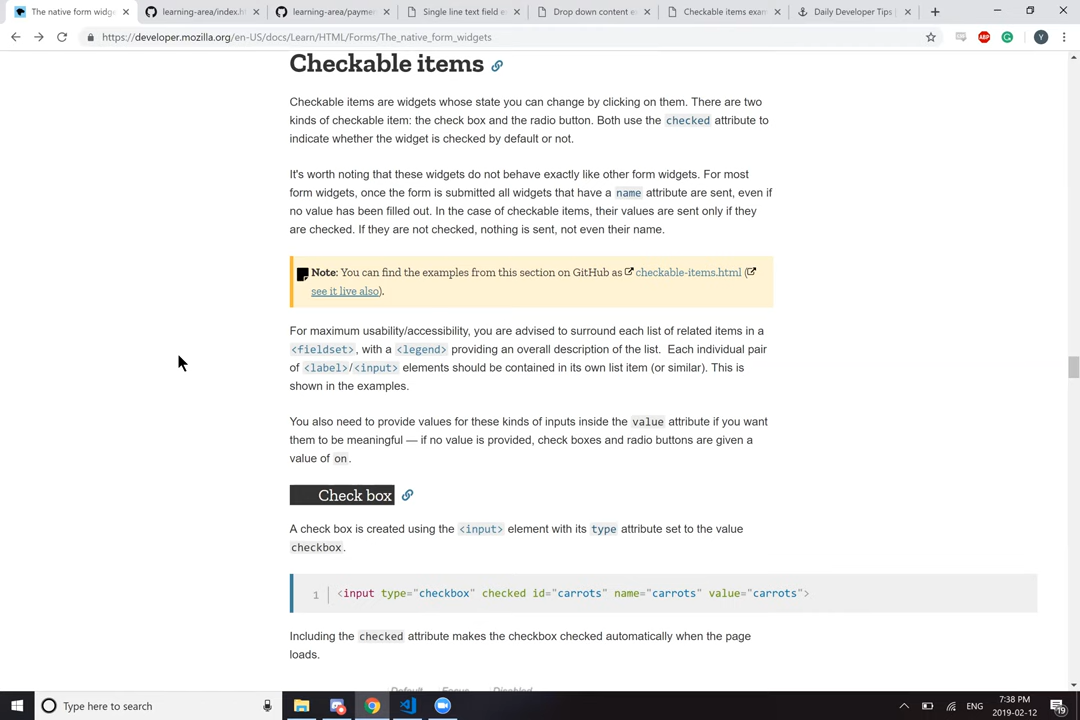 The native form widge
learning-area/index.h
learning-area/payme
Single line text field e
Drop down content e
Checkable items exam
Daily Developer Tips
https://developer.mozilla.org/en-US/docs/Learn/HTML/Forms/The_native_form_widgets
ABP
Y
Checkable items
Checkable items are widgets whose state you can change by clicking on them. There are two
kinds of checkable item: the check box and the radio button. Both use the checked attribute to
indicate whether the widget is checked by default or not.
It's worth noting that these widgets do not behave exactly like other form widgets. For most
form widgets, once the form is submitted all widgets that have a name attribute are sent, even if
no value has been filled out. In the case of checkable items, their values are sent only if they
are checked. If they are not checked, nothing is sent, not even their name.
Note: You can find the examples from this section on GitHub as checkable-items.html (
see it live also).
For maximum usability/accessibility, you are advised to surround each list of related items in a
<fieldset>, with a <legend> providing an overall description of the list. Each individual pair
of <label>/<input> elements should be contained in its own list item (or similar). This is
shown in the examples.
You also need to provide values for these kinds of inputs inside the value attribute if you want
them to be meaningful — if no value is provided, check boxes and radio buttons are given a
value of on.
Check box
A check box is created using the <input> element with its type attribute set to the value
checkbox.
1 <input type="checkbox" checked id="carrots" name="carrots" value="carrots">
Including the checked attribute makes the checkbox checked automatically when the page
loads.
Default Focus Disabled
Type here to search
ENG
7:38 PM
2019-02-12
19